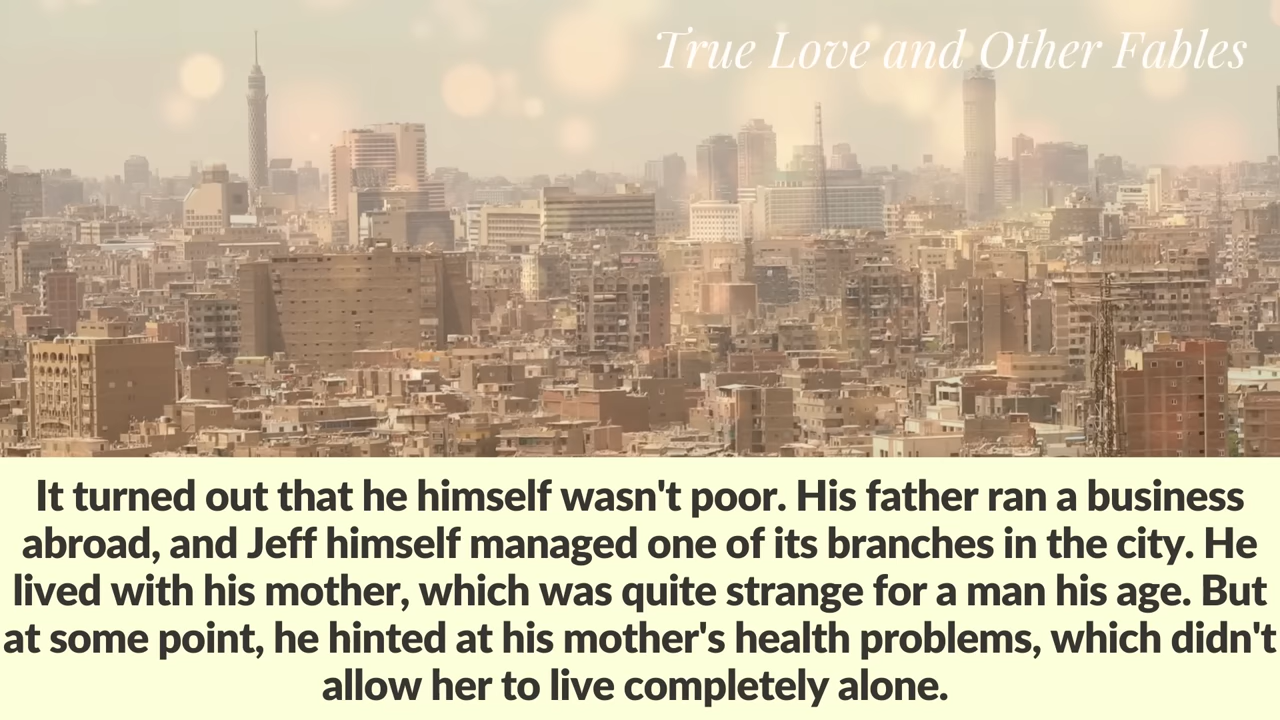 True Love and Other Fables
It turned out that he himself wasn't poor. His father ran a business
abroad, and Jeff himself managed one of its branches in the city. He
lived with his mother, which was quite strange for a man his age. But
at some point, he hinted at his mother's health problems, which didn't
allow her to live completely alone.